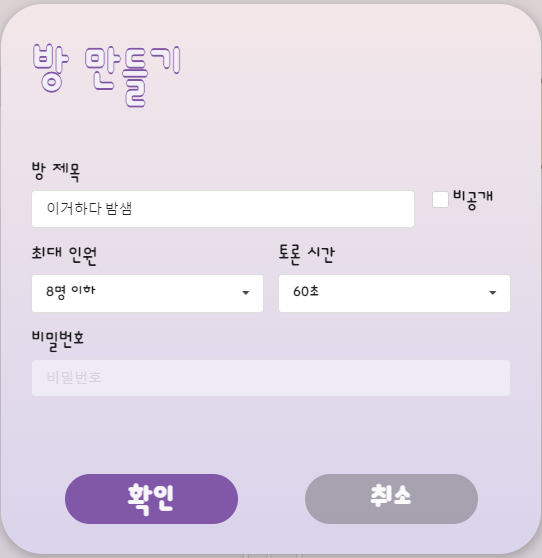 방 만들기
방 제목
이거하다 밤샘
비공개
최대 인원
토론 시간
8명 이하
60초
비밀번호
비밀번호
확인
취소